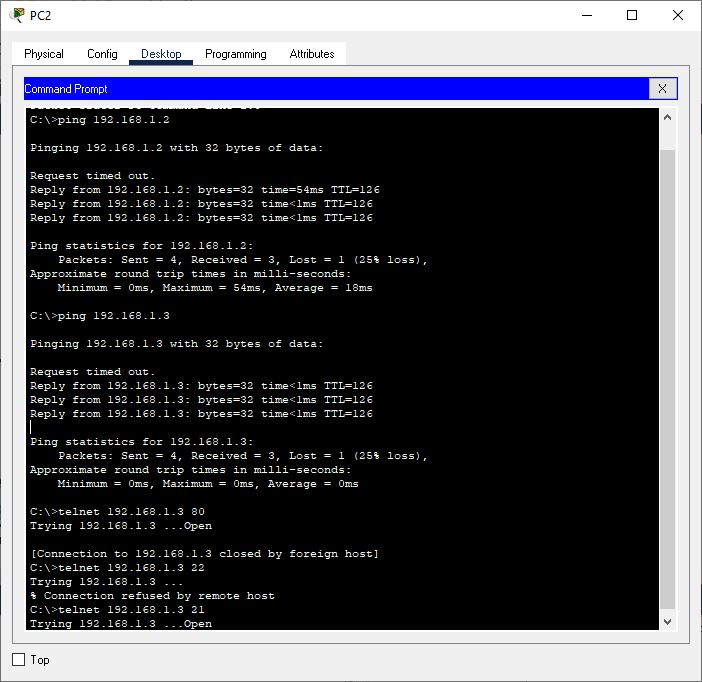 PC2
Physical Config Desktop Programming Attributes
Command Prompt
X
C:\>ping 192.168.1.2
Pinging 192.168.1.2 with 32 bytes of data:
Request timed out.
Reply from 192.168.1.2: bytes=32 time=54ms TTL=126
Reply from 192.168.1.2: bytes=32 time<1ms TTL=126
Reply from 192.168.1.2: bytes=32 time<1ms TTL=126
Ping statistics for 192.168.1.2:
Packets: Sent = 4, Received = 3, Lost = 1 (25% loss),
Approximate round trip times in milli-seconds:
Minimum = 0ms, Maximum = 54ms, Average = 18ms
C:\>ping 192.168.1.3
Pinging 192.168.1.3 with 32 bytes of data:
Request timed out.
Reply from 192.168.1.3: bytes=32 time<1ms TTL=126
Reply from 192.168.1.3: bytes=32 time<1ms TTL=126
Reply from 192.168.1.3: bytes=32 time<1ms TTL=126
Ping statistics for 192.168.1.3:
Packets: Sent = 4, Received = 3, Lost = 1 (25% loss),
Approximate round trip times in milli-seconds:
Minimum = 0ms, Maximum = 0ms, Average = 0ms
C:\>telnet 192.168.1.3 80
Trying 192.168.1.3 ...Open
[Connection to 192.168.1.3 closed by foreign host]
C:\>telnet 192.168.1.3 22
Trying 192.168.1.3 ...
% Connection refused by remote host
C:\>telnet 192.168.1.3 21
Trying 192.168.1.3 ...Open
Top